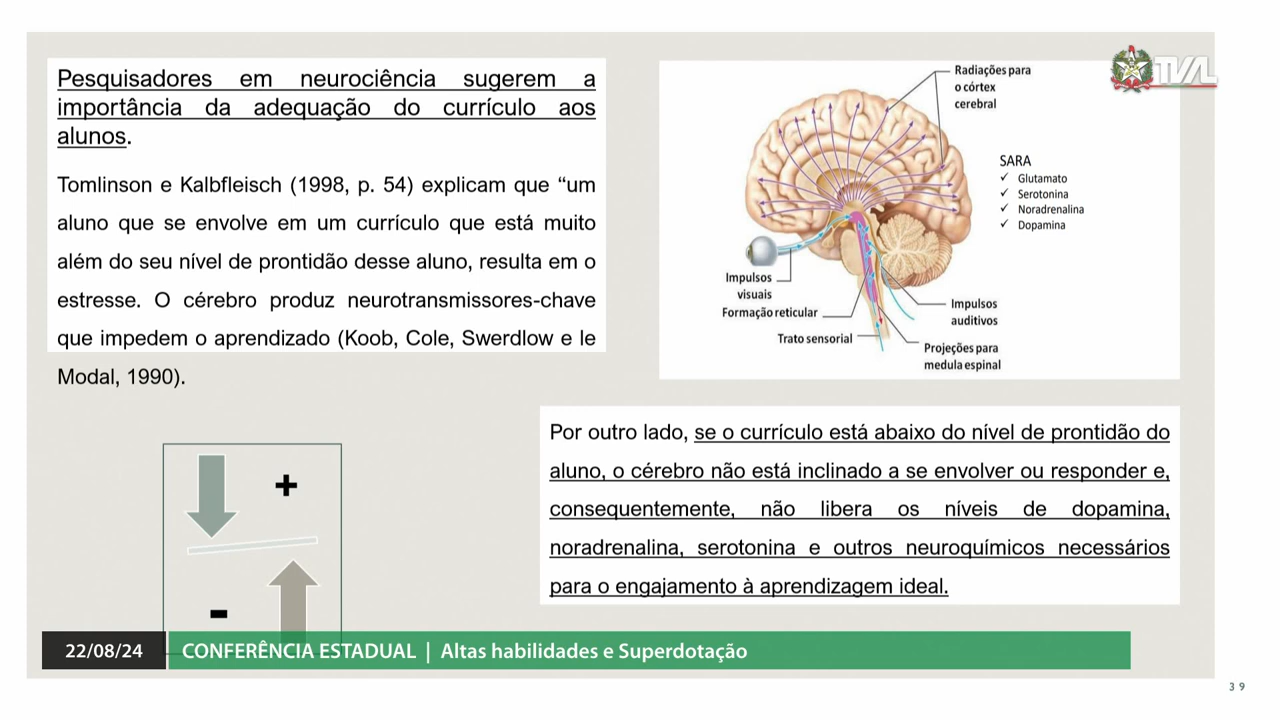 Pesquisadores em neurociência sugerem a
importância da adequação do currículo aos
alunos.
Tomlinson e Kalbfleisch (1998, p. 54) explicam que “um
aluno que se envolve em um currículo que está muito
além do seu nível de prontidão desse aluno, resulta em o
estresse. O cérebro produz neurotransmissores-chave
que impedem o aprendizado (Koob, Cole, Swerdlow e le
Modal, 1990).
Radiações para
o córtex
cerebral
TVAL
SARA
✓ Glutamato
✓ Serotonina
✓ Noradrenalina
✓ Dopamina
Impulsos
visuais
Formação reticular
Trato sensorial
Impulsos
auditivos
Projeções para
medula espinal
Por outro lado, se o currículo está abaixo do nível de prontidão do
aluno, o cérebro não está inclinado a se envolver ou responder e,
consequentemente, não libera os níveis de dopamina,
noradrenalina, serotonina e outros neuroquímicos necessários
para o engajamento à aprendizagem ideal.
+
-
22/08/24 CONFERÊNCIA ESTADUAL | Altas habilidades e Superdotação
39